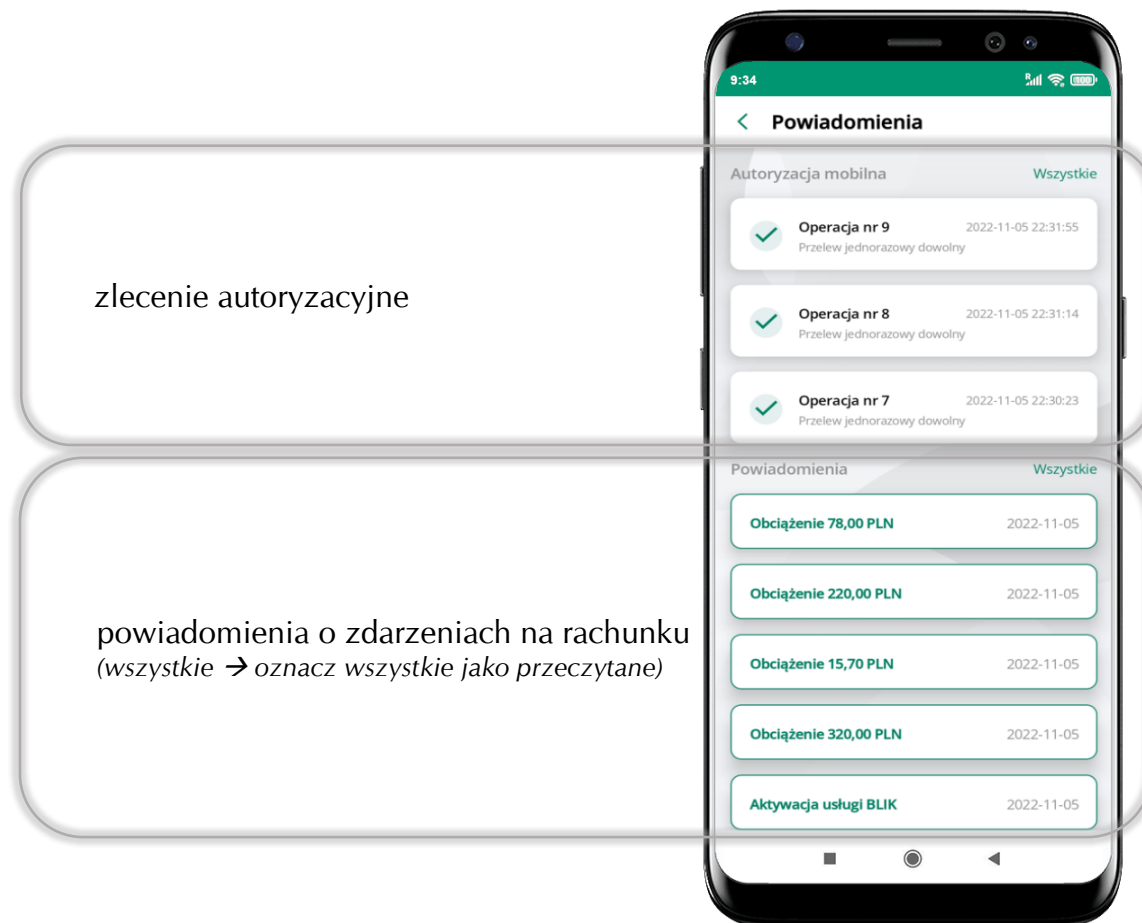 9:34
Powiadomienia
Autoryzacja mobilna Wszystkie
Operacja nr 9 2022-11-05 22:31:55
Przelew jednorazowy dowolny
zlecenie autoryzacyjne
Operacja nr 8 2022-11-05 22:31:14
Przelew jednorazowy dowolny
Operacja nr 7 2022-11-05 22:30:23
Przelew jednorazowy dowolny
Powiadomienia Wszystkie
Obciążenie 78,00 PLN 2022-11-05
Obciążenie 220,00 PLN 2022-11-05
powiadomienia o zdarzeniach na rachunku
(wszystkie → oznacz wszystkie jako przeczytane)
Obciążenie 15,70 PLN 2022-11-05
Obciążenie 320,00 PLN 2022-11-05
Aktywacja usługi BLIK 2022-11-05